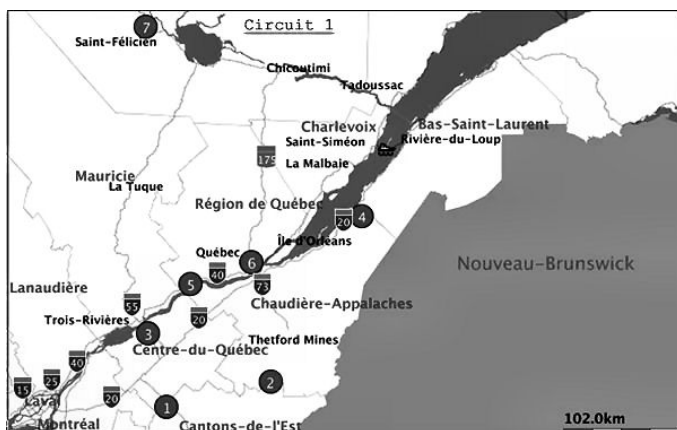 7
Circuit 1
Saint-Félicien
Chicoutimi
Tadoussac
Charlevoix
Bas-Saint-Laurent
Saint-Siméon
Rivière-du-Loup
175
La Malbaie
Mauricie
La Tuque
Région de Québec
20
4
Île d'Orléans
Québec
6
Nouveau-Brunswick
40
73
5
Lanaudière
55
Chaudière-Appalaches
Trois-Rivières
20
3
Thetford Mines
Centre-du-Québec
40
25
15
2
Laval
20
1
Montréal
Cantons-de-l'Est
102.0km